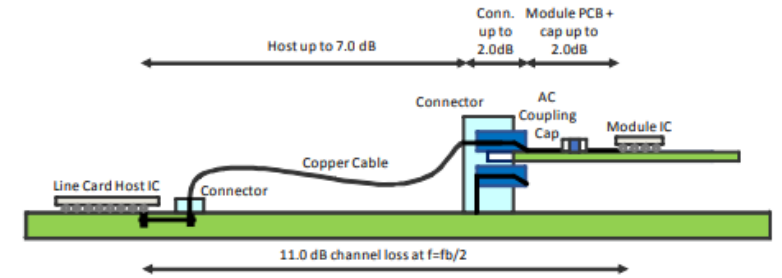 Host up to 7.0 dB
Conn.
up to
2.0dB
Module PCB +
cap up to
2.0dB
Connector
AC
Coupling
Cap
Module IC
Copper Cable
Line Card Host IC
Connector
11.0 dB channel loss at f=fb/2